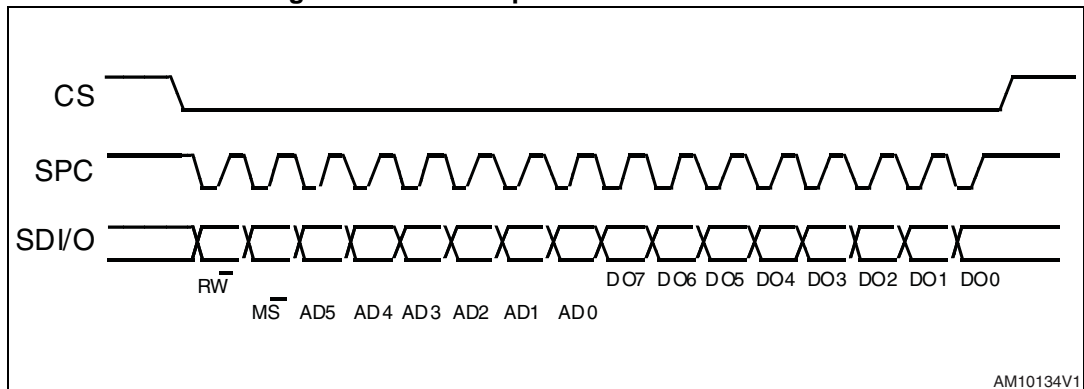 CS
SPC
SDI/O
RW
DO7 DO6 DO5 DO4 DO3 DO2 DO1 DO0
MS AD5 AD4 AD3 AD2 AD1 AD0
AM10134V1